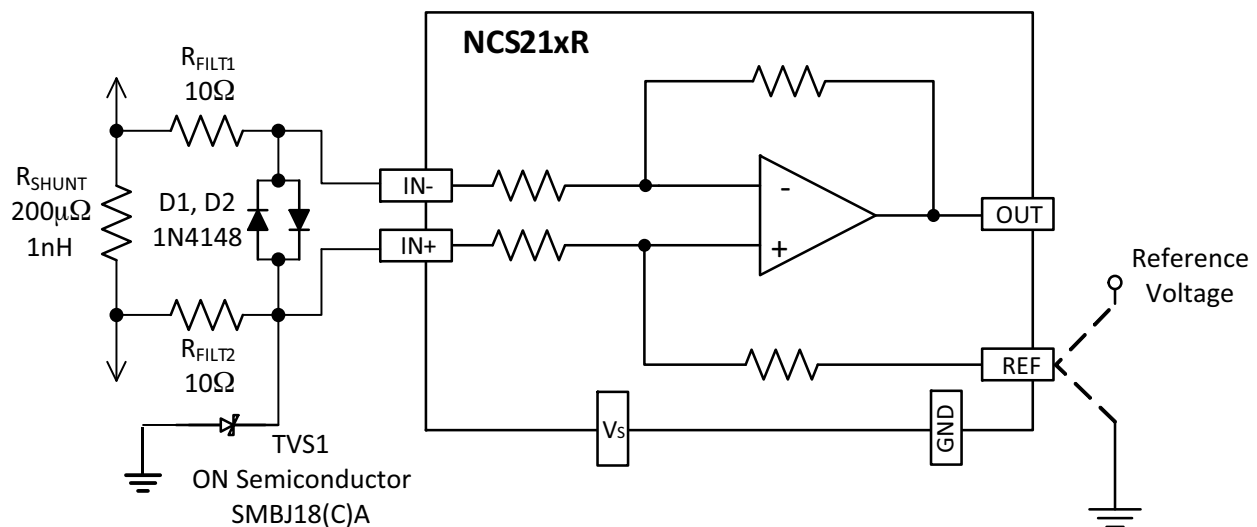 NCS21xR
R_FILT1
10Ω
R_SHUNT
200μΩ
1nH
D1, D2
1N4148
IN-
IN+
-
+
OUT
Reference
Voltage
R_FILT2
10Ω
REF
V_S
GND
TVS1
ON Semiconductor
SMBJ18(C)A